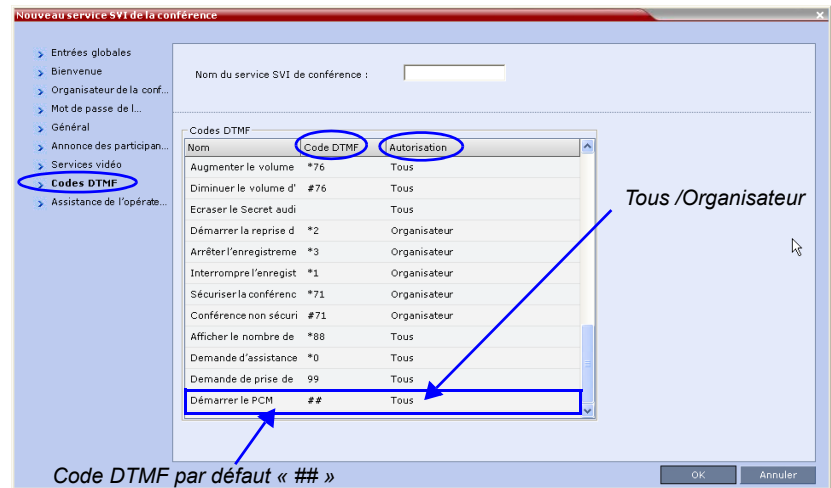 Nouveau service SVI de la conférence
Entrées globales
Bienvenue
Organisateur de la conf...
Mot de passe de l...
Général
Annonce des participan...
Services vidéo
Codes DTMF
Assistance de l'opérate...
Nom du service SVI de conférence :
Codes DTMF
Nom Code DTMF Autorisation
Augmenter le volume *76 Tous
Diminuer le volume d' #76 Tous
Ecraser le Secret audi Tous
Démarrer la reprise d *2 Organisateur
Arrêter l'enregistreme *3 Organisateur
Interrompre l'enregist *1 Organisateur
Sécuriser la conférenc *71 Organisateur
Conférence non sécuri #71 Organisateur
Afficher le nombre de *88 Tous
Demande d'assistance *0 Tous
Demande de prise de 99 Tous
Démarrer le PCM ## Tous
Tous /Organisateur
Code DTMF par défaut « ## »
OK Annuler